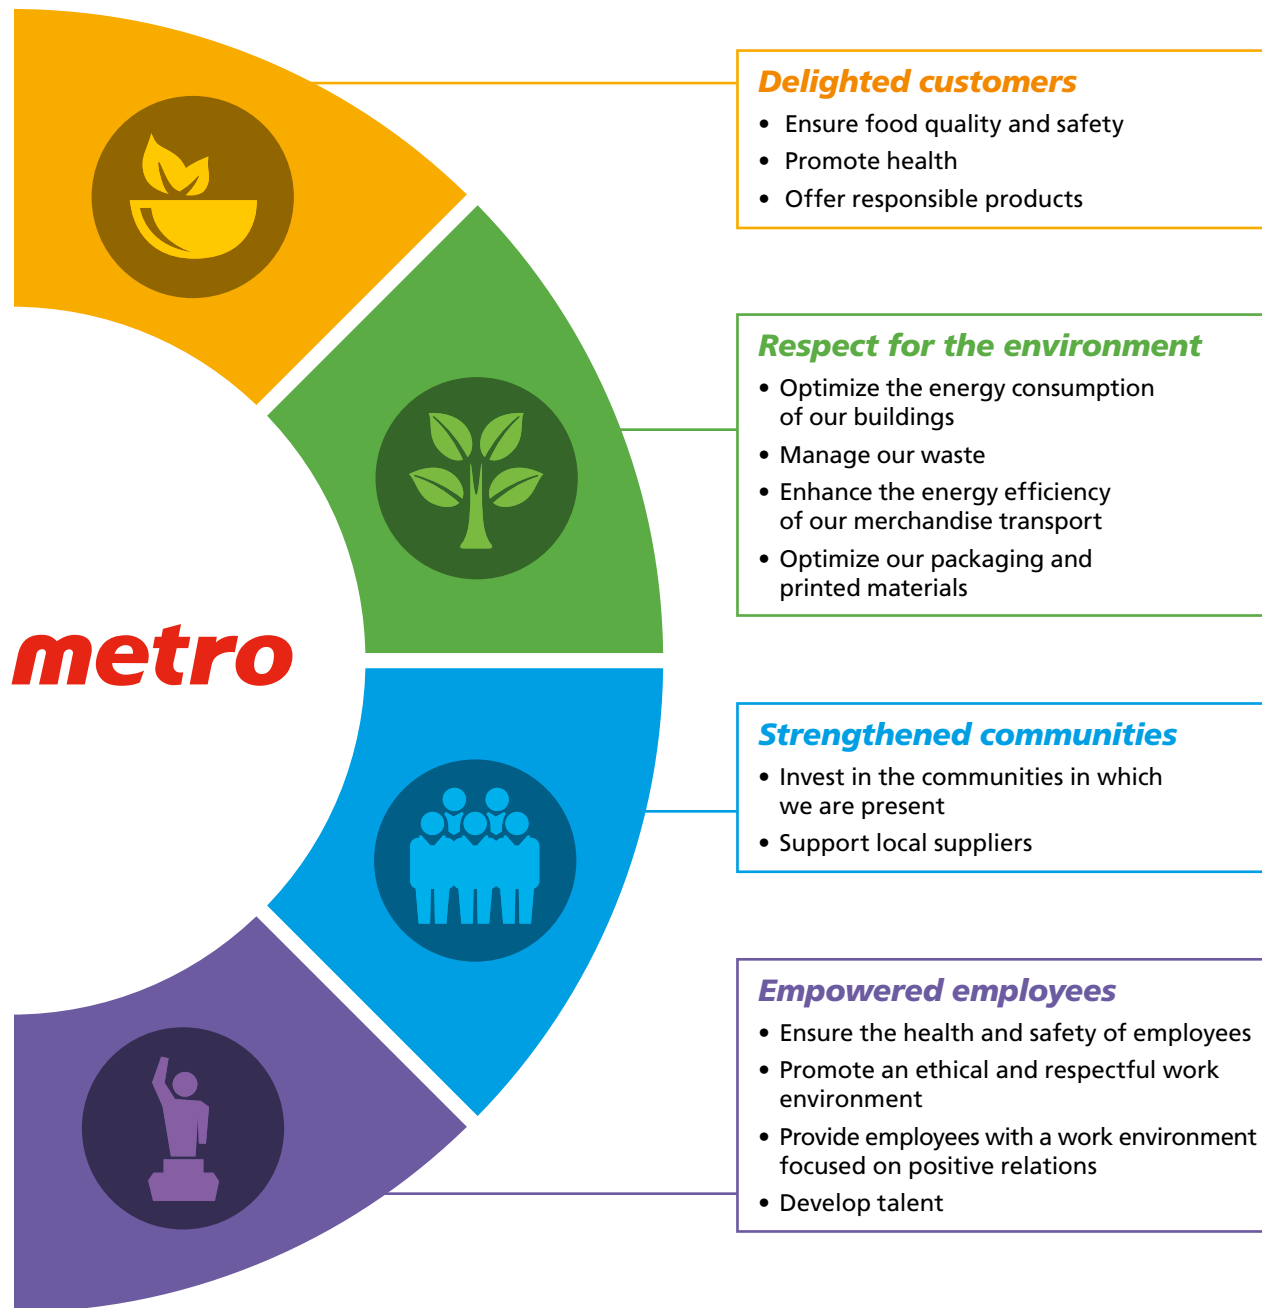 Delighted customers
• Ensure food quality and safety
• Promote health
• Offer responsible products
Respect for the environment
• Optimize the energy consumption
of our buildings
• Manage our waste
• Enhance the energy efficiency
of our merchandise transport
• Optimize our packaging and
printed materials
metro
Strengthened communities
• Invest in the communities in which
we are present
• Support local suppliers
Empowered employees
• Ensure the health and safety of employees
• Promote an ethical and respectful work
environment
• Provide employees with a work environment
focused on positive relations
• Develop talent